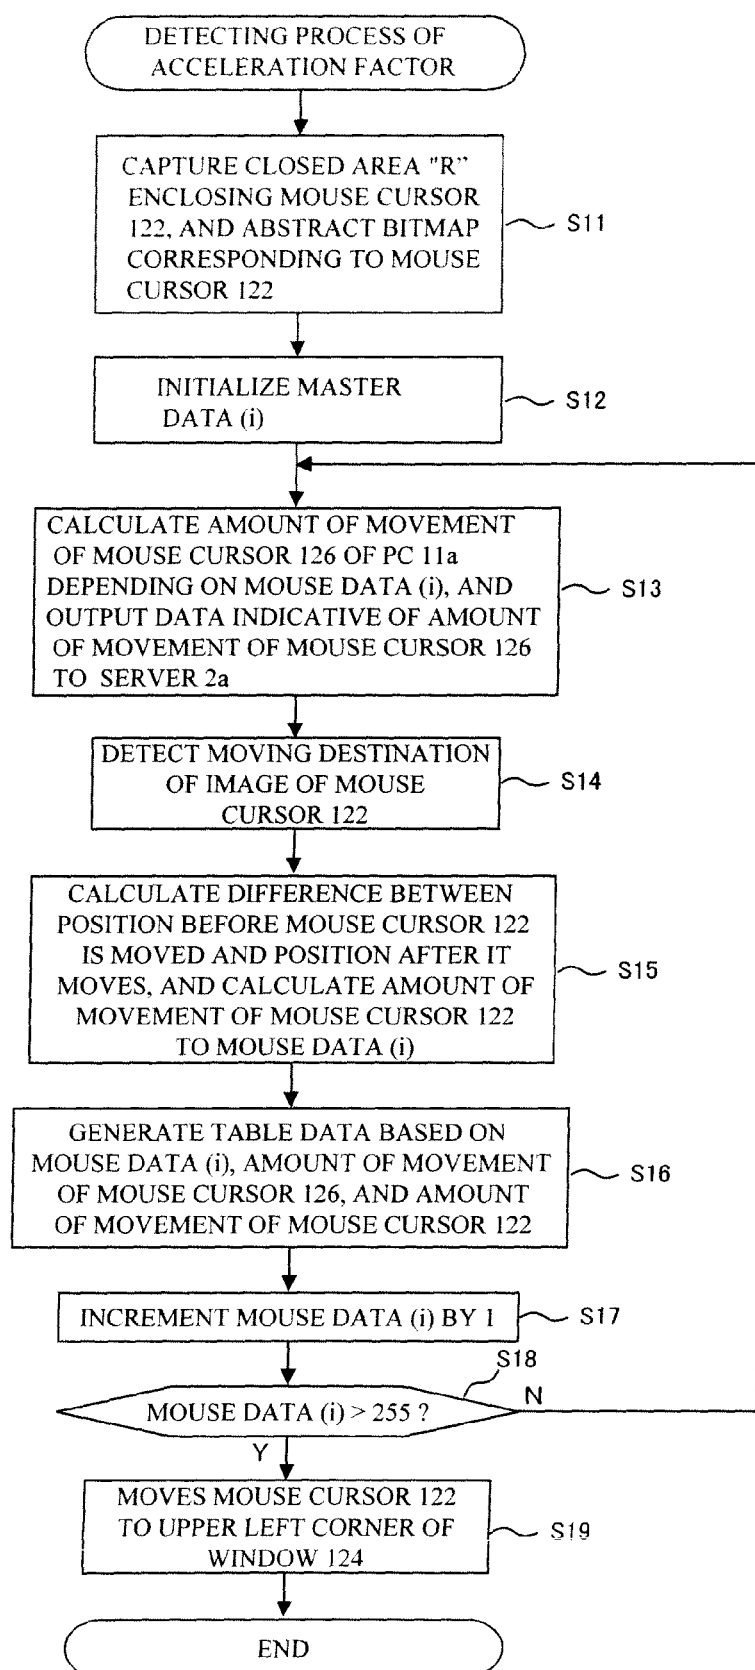 DETECTING PROCESS OF
ACCELERATION FACTOR
CAPTURE CLOSED AREA "R"
ENCLOSING MOUSE CURSOR
122, AND ABSTRACT BITMAP
CORRESPONDING TO MOUSE
CURSOR 122
S11
INITIALIZE MASTER
DATA (i)
S12
CALCULATE AMOUNT OF MOVEMENT
OF MOUSE CURSOR 126 OF PC 11a
DEPENDING ON MOUSE DATA (i), AND
OUTPUT DATA INDICATIVE OF AMOUNT
OF MOVEMENT OF MOUSE CURSOR 126
TO SERVER 2a
S13
DETECT MOVING DESTINATION
OF IMAGE OF MOUSE
CURSOR 122
S14
CALCULATE DIFFERENCE BETWEEN
POSITION BEFORE MOUSE CURSOR 122
IS MOVED AND POSITION AFTER IT
MOVES, AND CALCULATE AMOUNT OF
MOVEMENT OF MOUSE CURSOR 122
TO MOUSE DATA (i)
S15
GENERATE TABLE DATA BASED ON
MOUSE DATA (i), AMOUNT OF MOVEMENT
OF MOUSE CURSOR 126, AND AMOUNT
OF MOVEMENT OF MOUSE CURSOR 122
S16
INCREMENT MOUSE DATA (i) BY 1
S17
S18
MOUSE DATA (i) > 255 ?
N
Y
MOVES MOUSE CURSOR 122
TO UPPER LEFT CORNER OF
WINDOW 124
S19
END